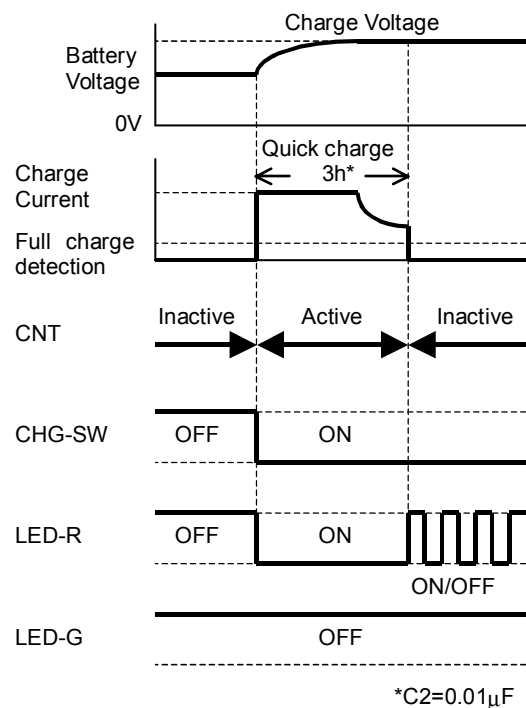 Charge Voltage
Battery
Voltage
0V
Quick charge
3h*
Charge
Current
Full charge
detection
Inactive Active Inactive
CNT
CHG-SW OFF ON
LED-R OFF ON
ON/OFF
LED-G OFF
*C2=0.01μF